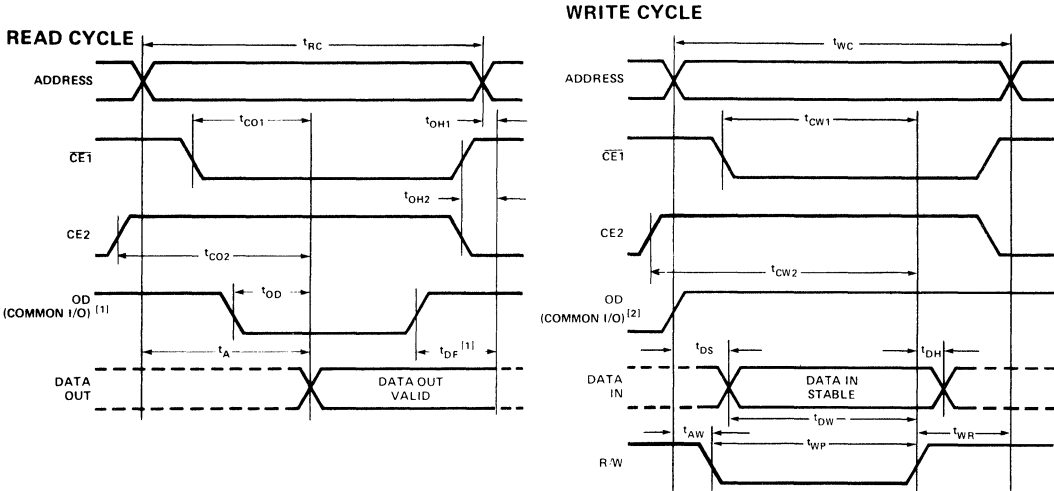 READ CYCLE
tRC
ADDRESS
tCO1
tOH1
CE1
tOH2
CE2
tCO2
OD
(COMMON I/O) [1]
tOD
tA
tDF [1]
DATA
OUT
DATA OUT
VALID
WRITE CYCLE
tWC
ADDRESS
tCW1
CE1
CE2
tCW2
OD
(COMMON I/O) [2]
tDS
tDH
DATA
IN
DATA IN
STABLE
tDW
tAW
tWP
tWR
R/W